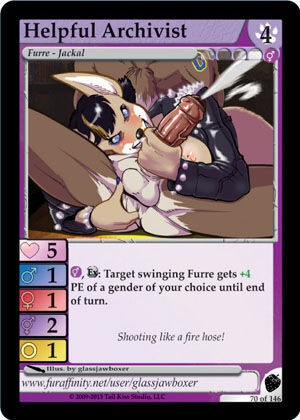 Helpful Archivist
4
Furre - Jackal
5
1
1
2
1
, Ex: Target swinging Furre gets +4
PE of a gender of your choice until end
of turn.
Shooting like a fire hose!
Illus. by glassjawboxer
www.furaffinity.net/user/glassjawboxer
© 2009-2013 Tail Kiss Studio, LLC
70 of 146